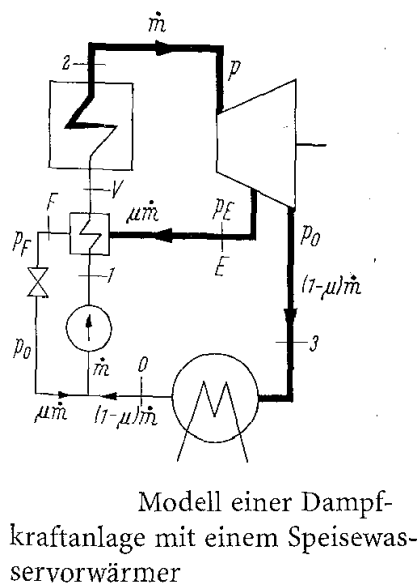 ṁ
2
p
V
F
μṁ
p_E
p_F
E
p_0
1
(1-μ)ṁ
3
p_0
ṁ
0
μṁ
(1-μ)ṁ
Modell einer Dampf-
kraftanlage mit einem Speisewas-
servorwärmer